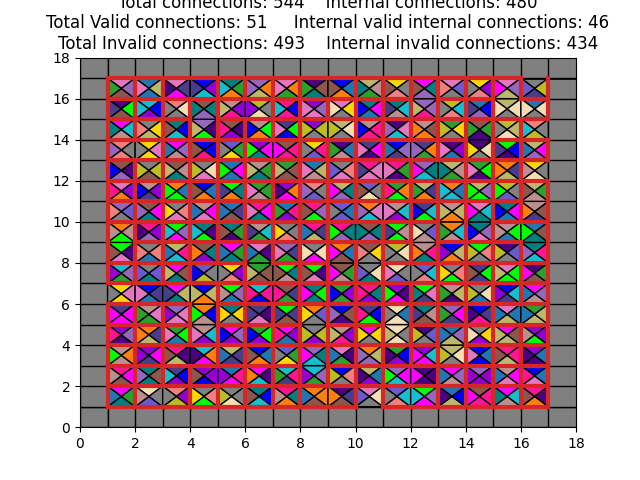 Total connections: 544    Internal connections: 480
Total Valid connections: 51    Internal valid internal connections: 46
Total Invalid connections: 493    Internal invalid connections: 434
18
16
14
12
10
8
6
4
2
0
0 2 4 6 8 10 12 14 16 18